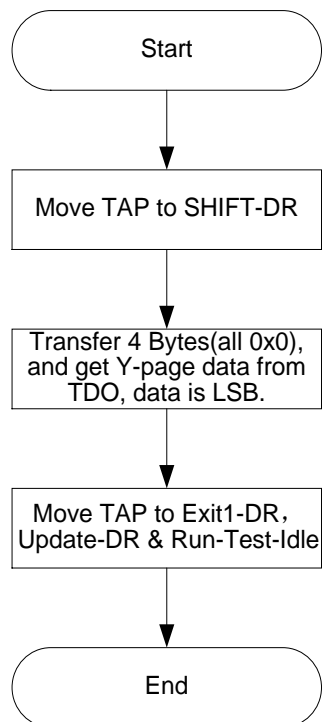 Start
Move TAP to SHIFT-DR
Transfer 4 Bytes(all 0x0),
and get Y-page data from
TDO, data is LSB.
Move TAP to Exit1-DR，
Update-DR & Run-Test-Idle
End